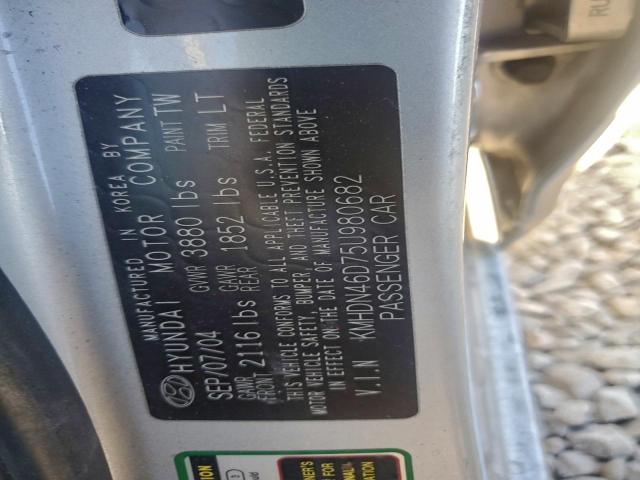 MANUFACTURED IN KOREA BY
HYUNDAI MOTOR COMPANY
SEP/07/04 GVWR 3880 lbs PAINT TW
GAWR FRONT 2116 lbs GAWR REAR 1852 lbs TRIM LT
THIS VEHICLE CONFORMS TO ALL APPLICABLE U.S.A. FEDERAL
MOTOR VEHICLE SAFETY, BUMPER, AND THEFT PREVENTION STANDARDS
IN EFFECT ON THE DATE OF MANUFACTURE SHOWN ABOVE
V.I.N KMHDN46D75U980682
PASSENGER CAR
RU